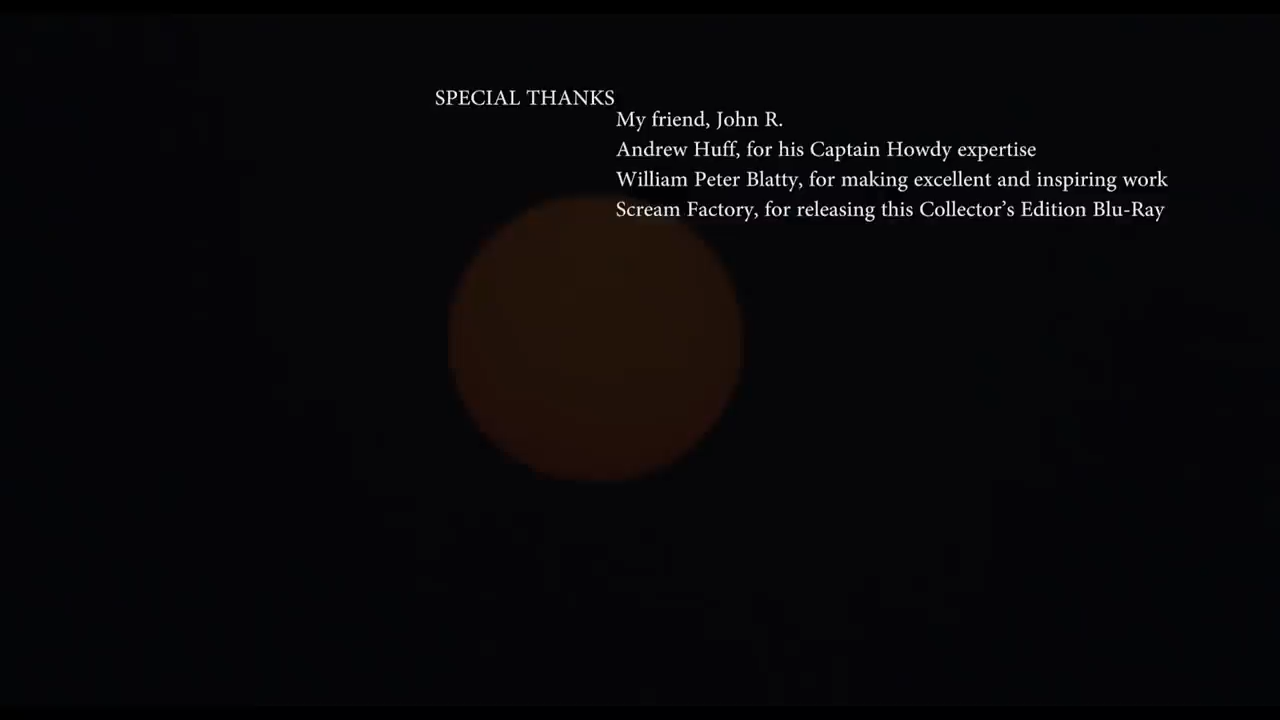 SPECIAL THANKS
My friend, John R.
Andrew Huff, for his Captain Howdy expertise
William Peter Blatty, for making excellent and inspiring work
Scream Factory, for releasing this Collector’s Edition Blu-Ray